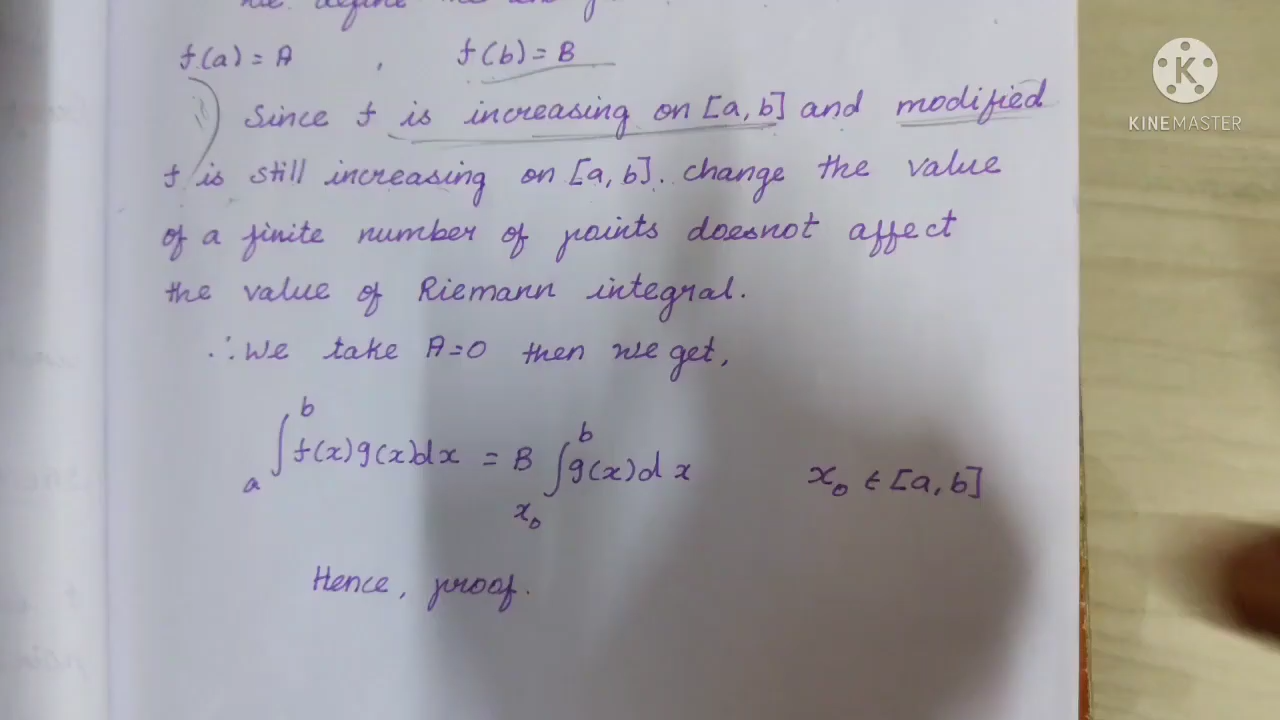 f(a) = A , f(b) = B
Since f is increasing on [a, b] and modified
f is still increasing on [a, b]. change the value
of a finite number of points doesnot affect
the value of Riemann integral.
∴ We take A=0 then we get,
∫_a^b f(x)g(x)dx = B ∫_{x₀}^b g(x)dx x₀ ∈ [a, b]
Hence, proof.
K
KINEMASTER